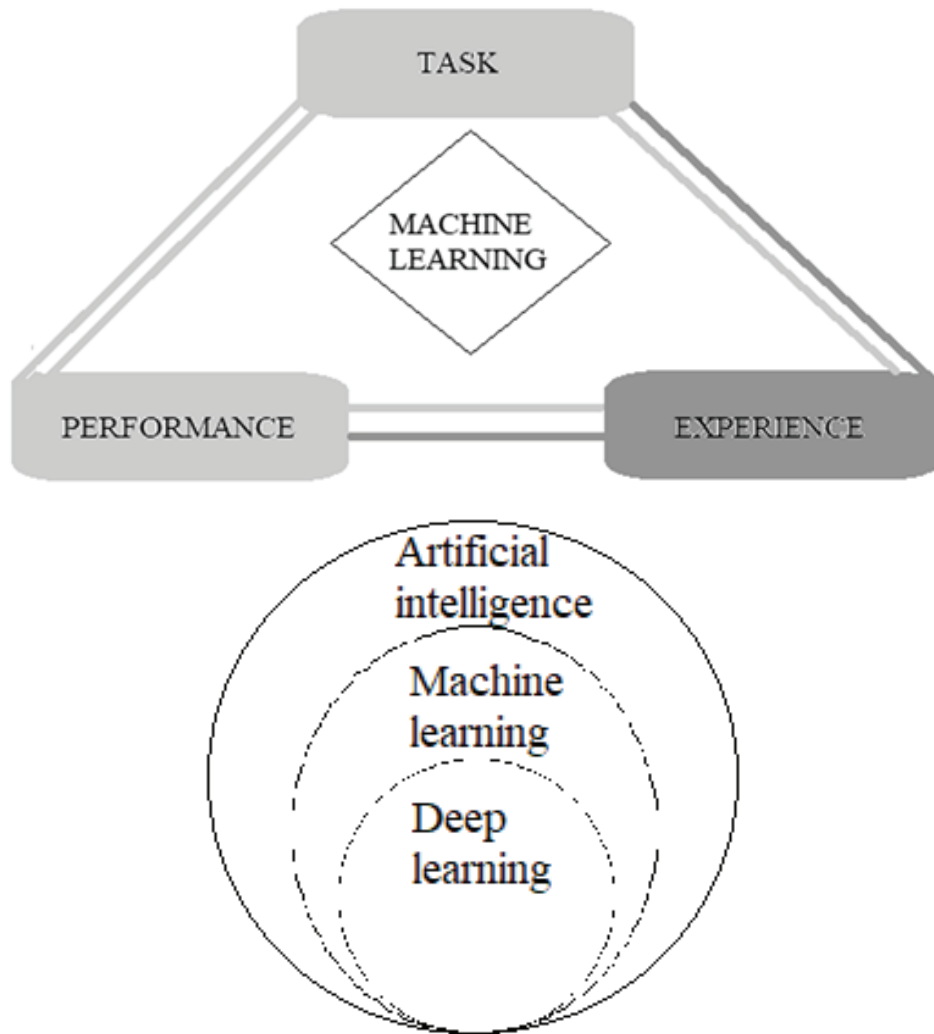 TASK
MACHINE
LEARNING
PERFORMANCE
EXPERIENCE
Artificial
intelligence
Machine
learning
Deep
learning